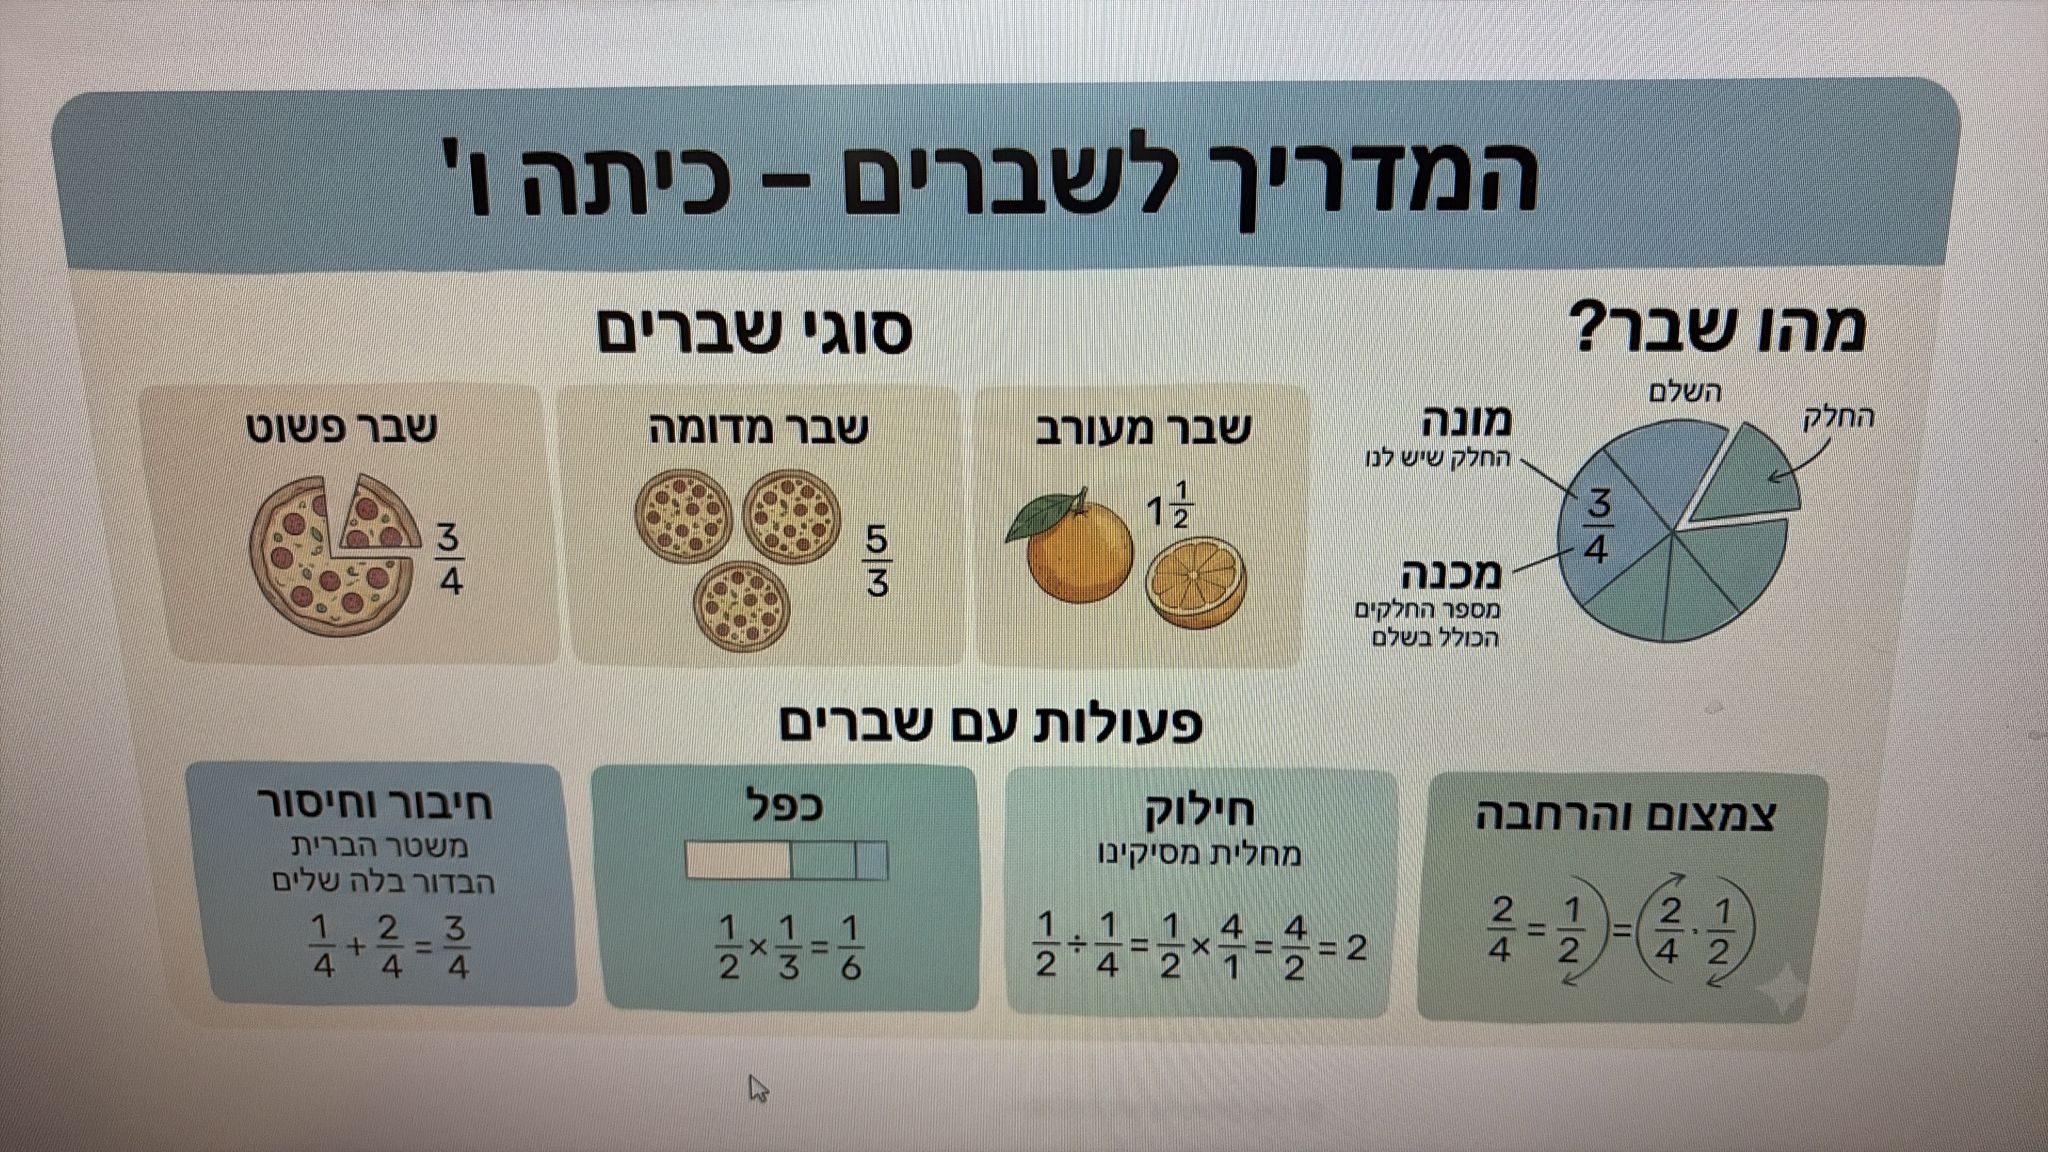 המדריך לשברים – כיתה ו'
מהו שבר?
השלם
החלק
מונה
החלק שיש לנו
3/4
מכנה
מספר החלקים
הכולל בשלם
סוגי שברים
שבר מעורב
1 1/2
שבר מדומה
5/3
שבר פשוט
3/4
פעולות עם שברים
צמצום והרחבה
2/4 = 1/2) = (2/4 · 1/2)
חילוק
מחלית מסיקינו
1/2 ÷ 1/4 = 1/2 × 4/1 = 4/2 = 2
כפל
1/2 × 1/3 = 1/6
חיבור וחיסור
משטר הברית
הבדור בלה שלים
1/4 + 2/4 = 3/4